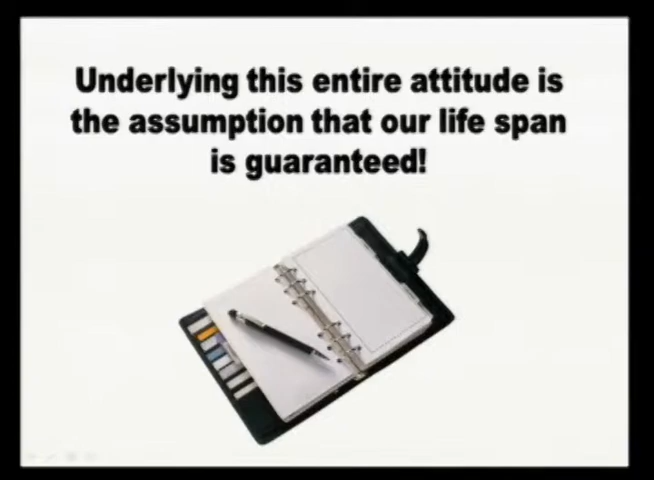 Underlying this entire attitude is
the assumption that our life span
is guaranteed!